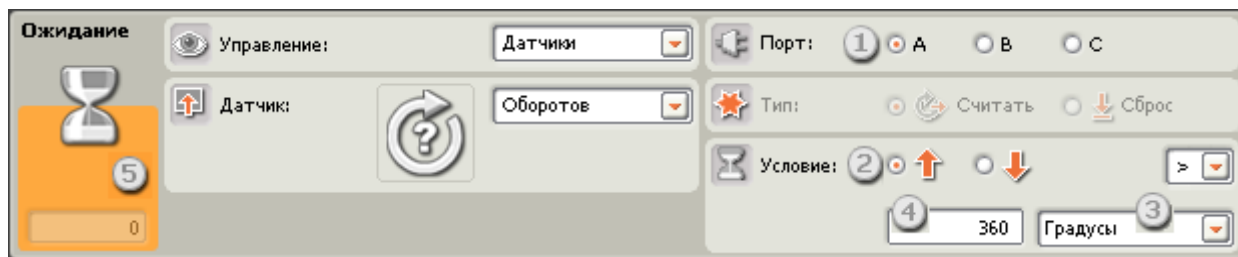 Ожидание
Управление: Датчики
Порт: 1 A B C
Датчик: ? Оборотов
Тип: Считать Сброс
5
Условие: 2 >
0
4 360 Градусы 3